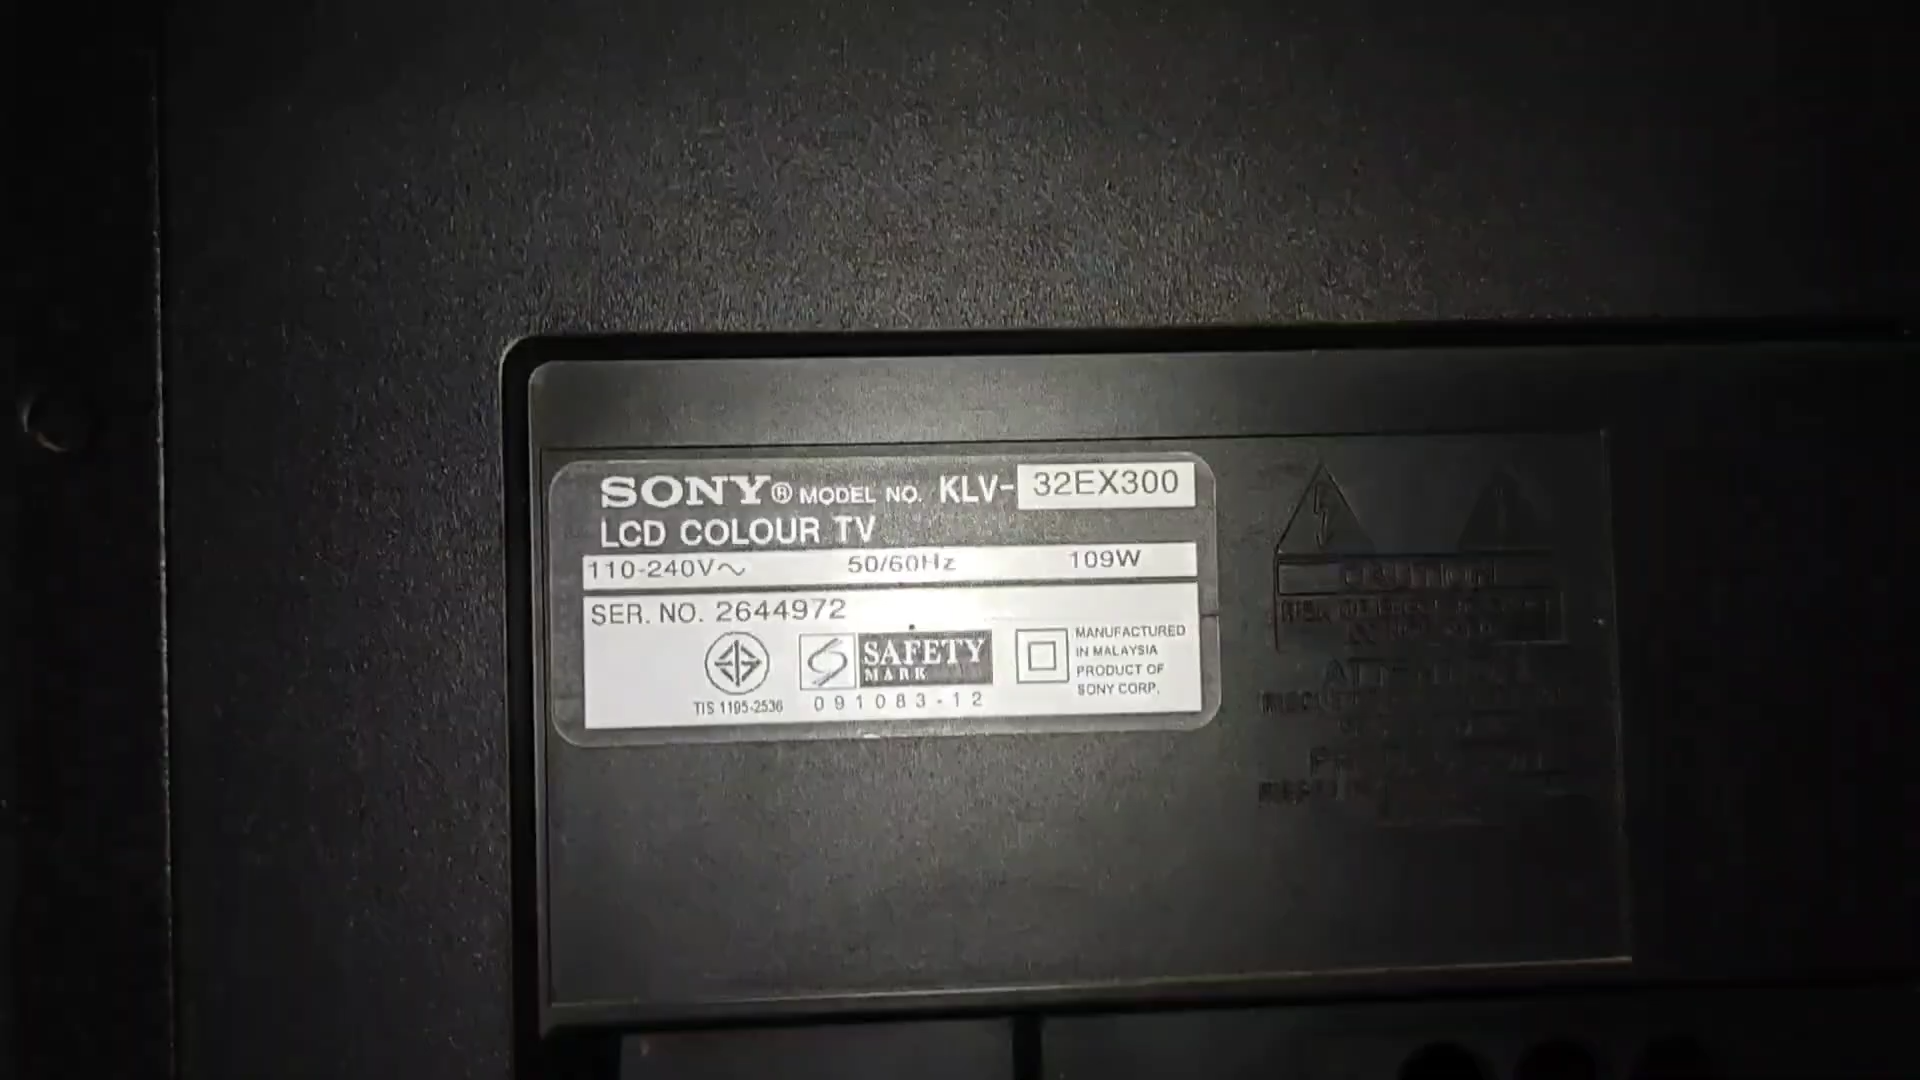 SONY® MODEL NO. KLV-32EX300
LCD COLOUR TV
110-240V~ 50/60Hz 109W
SER. NO. 2644972
SAFETY
MARK
TIS 1195-2536
091083-12
MANUFACTURED
IN MALAYSIA
PRODUCT OF
SONY CORP.
CAUTION